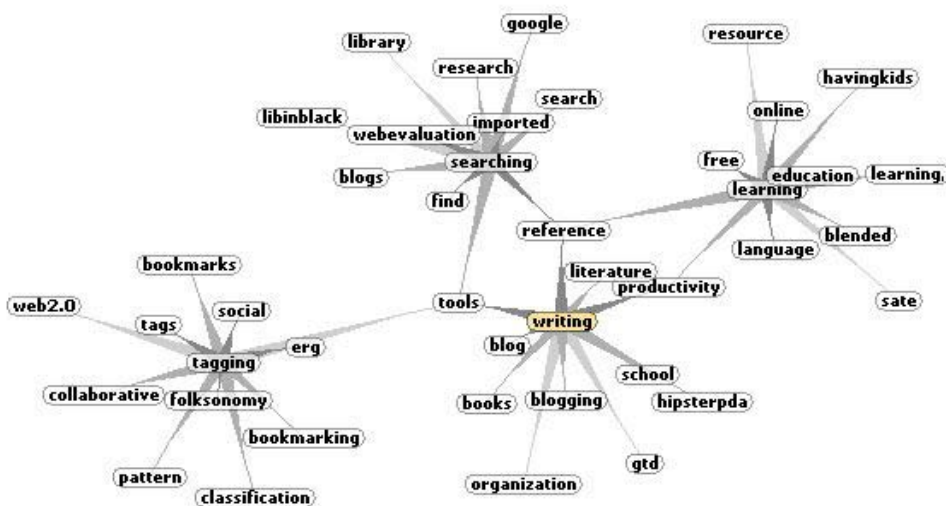 google
library
resource
research
havingkids
search
online
libinblack
imported
webevaluation
searching
free
education
learning,
blogs
learning
find
reference
language
blended
bookmarks
literature
productivity
web2.0
social
tools
sate
tags
writing
blog
erg
tagging
school
collaborative
folksonomy
books
blogging
hipsterpda
bookmarking
gtd
pattern
organization
classification